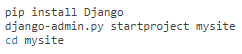 pip install Django
django-admin.py startproject mysite
cd mysite